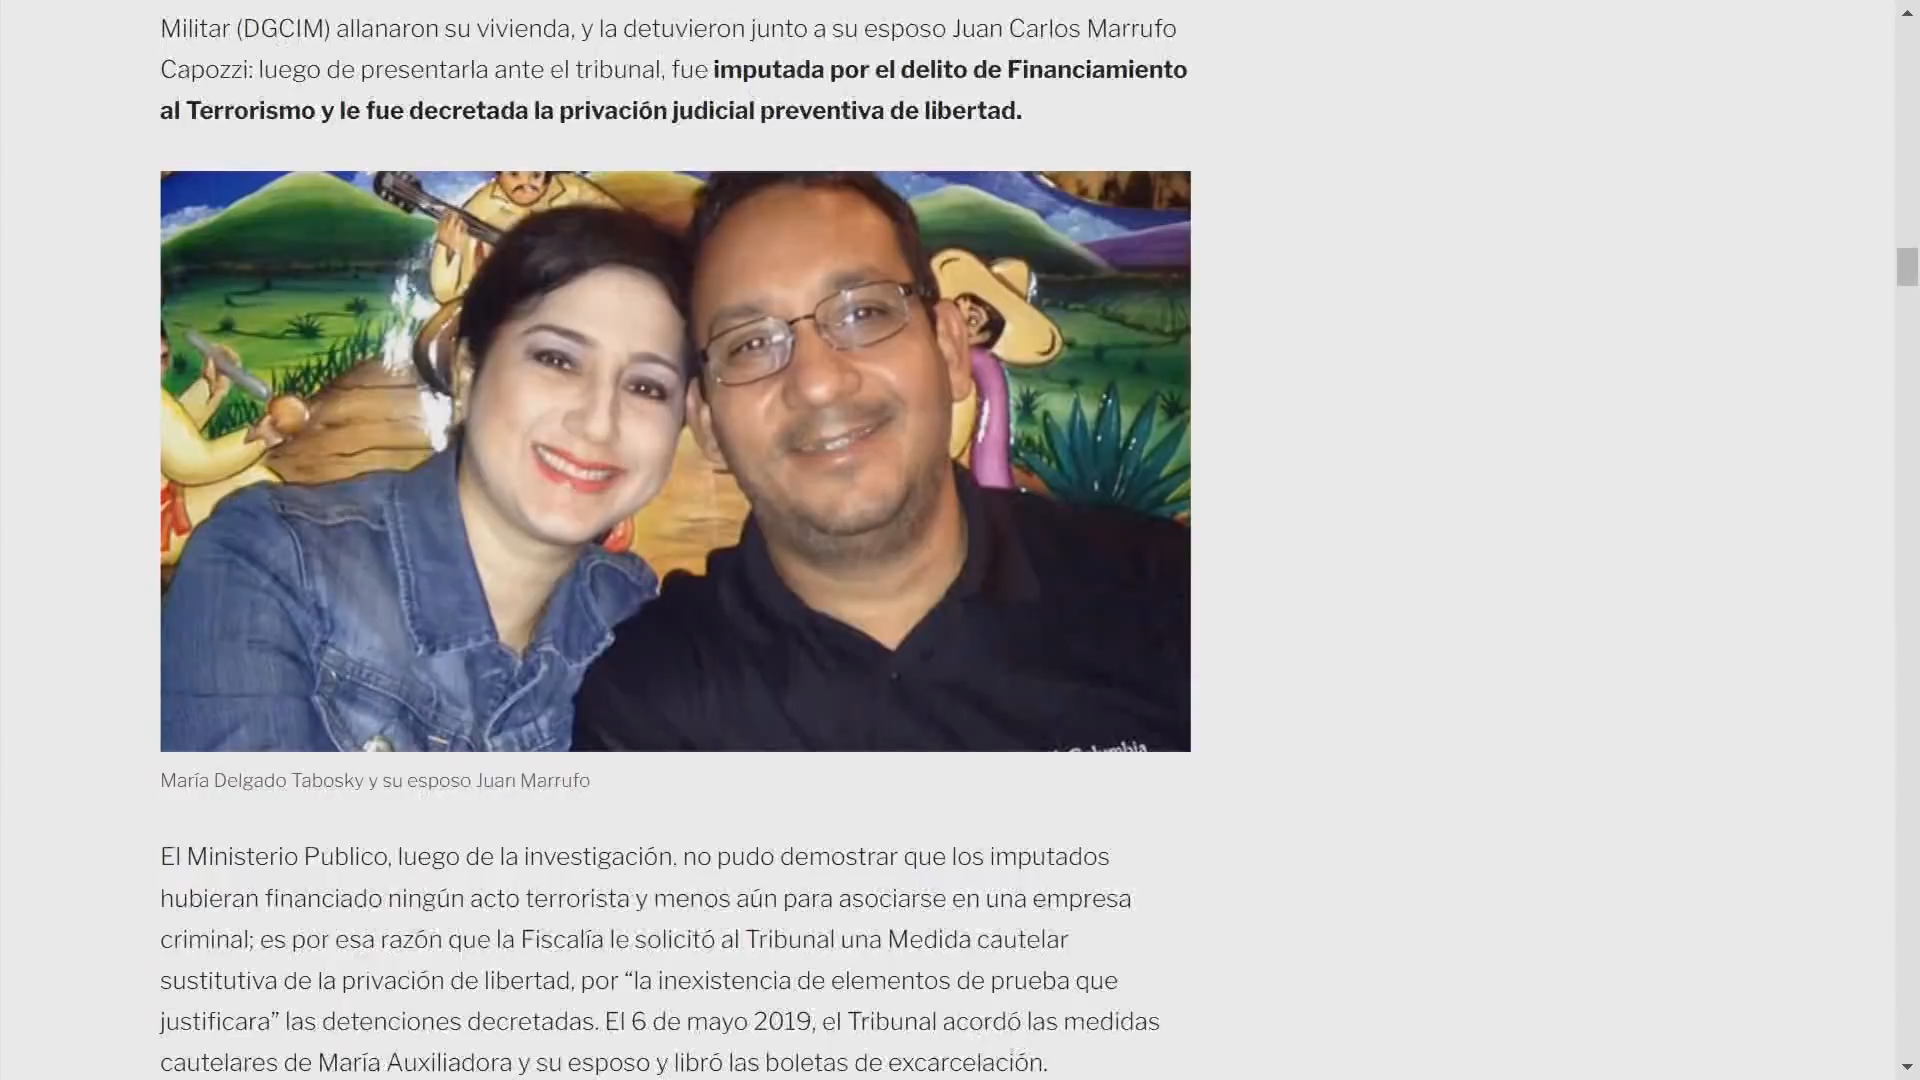 Militar (DGCIM) allanaron su vivienda, y la detuvieron junto a su esposo Juan Carlos Marrufo
Capozzi: luego de presentarla ante el tribunal, fue imputada por el delito de Financiamiento
al Terrorismo y le fue decretada la privación judicial preventiva de libertad.
Columbia
María Delgado Tabosky y su esposo Juan Marrufo
El Ministerio Publico, luego de la investigación. no pudo demostrar que los imputados
hubieran financiado ningún acto terrorista y menos aún para asociarse en una empresa
criminal; es por esa razón que la Fiscalía le solicitó al Tribunal una Medida cautelar
sustitutiva de la privación de libertad, por “la inexistencia de elementos de prueba que
justificara” las detenciones decretadas. El 6 de mayo 2019, el Tribunal acordó las medidas
cautelares de María Auxiliadora y su esposo y libró las boletas de excarcelación.